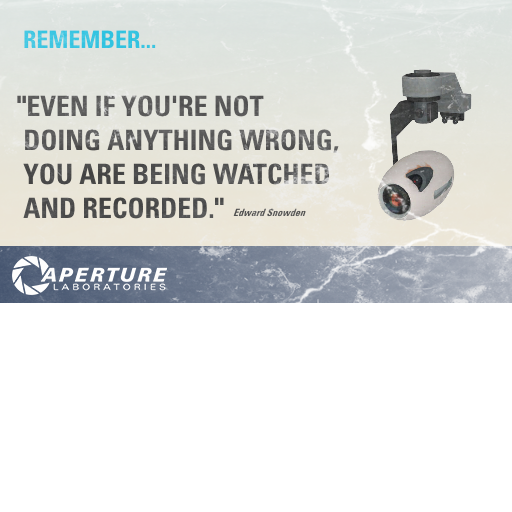 REMEMBER...
"EVEN IF YOU'RE NOT
DOING ANYTHING WRONG,
YOU ARE BEING WATCHED
AND RECORDED." Edward Snowden
APERTURE
LABORATORIES